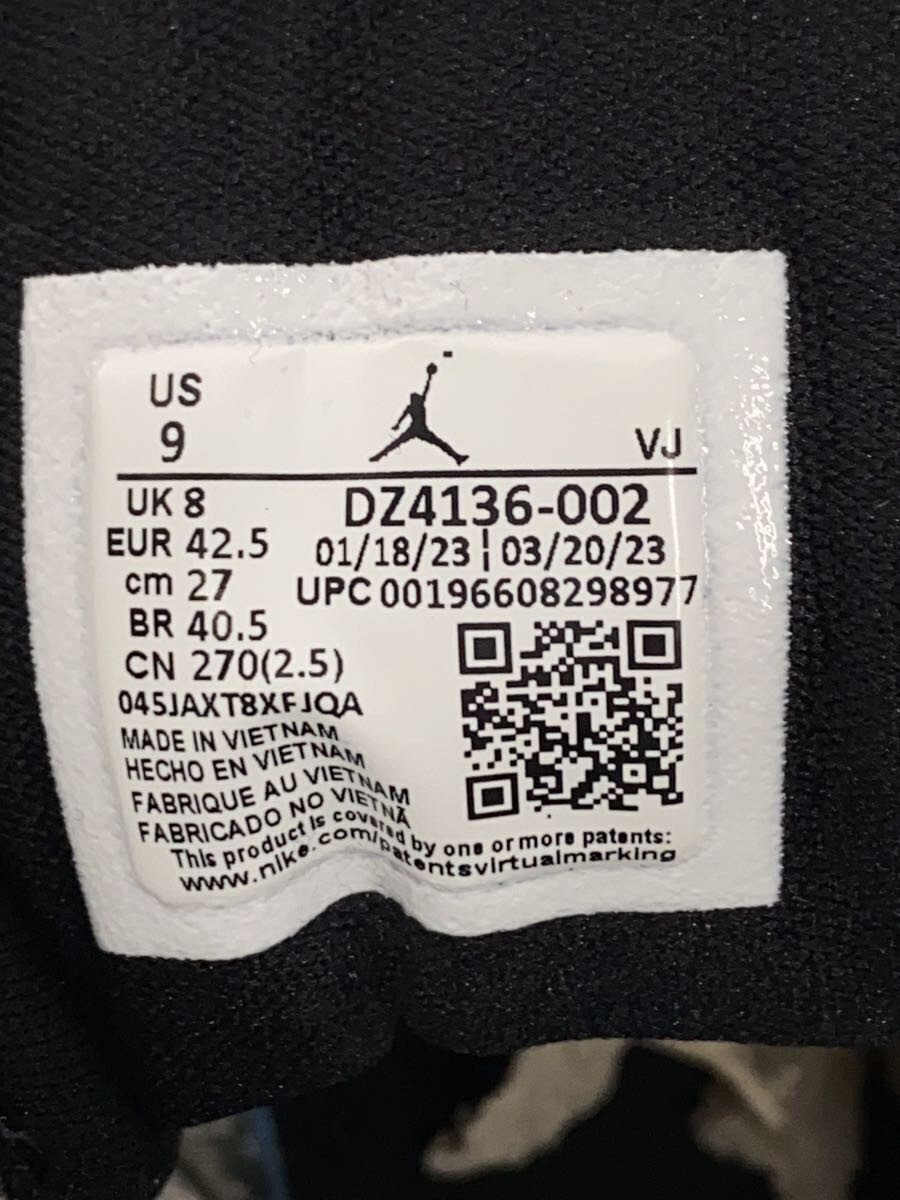 US
9
VJ
UK 8
EUR 42.5
cm 27
BR 40.5
CN 270(2.5)
DZ4136-002
01/18/23 ¦ 03/20/23
UPC 00196608298977
045JAXT8XFJQA
MADE IN VIETNAM
HECHO EN VIETNAM
FABRIQUE AU VIETNAM
FABRICADO NO VIETNÃ
This product is covered by one or more patents:
www.nike.com/patentsvirtualmarking